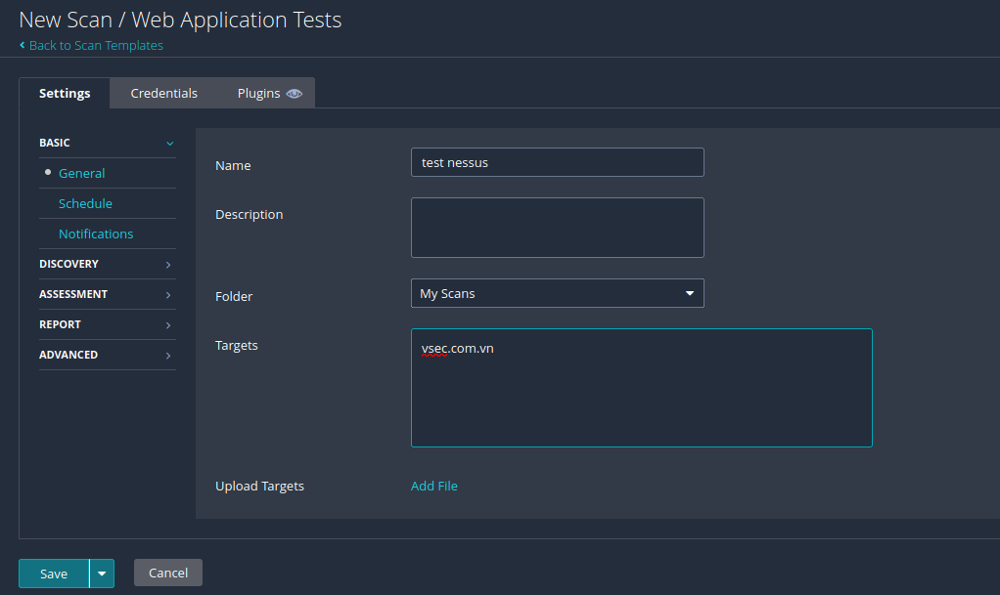 New Scan / Web Application Tests
Back to Scan Templates
Settings Credentials Plugins
BASIC
General
Schedule
Notifications
DISCOVERY
ASSESSMENT
REPORT
ADVANCED
Name test nessus
Description
Folder My Scans
Targets vsec.com.vn
Upload Targets Add File
Save Cancel